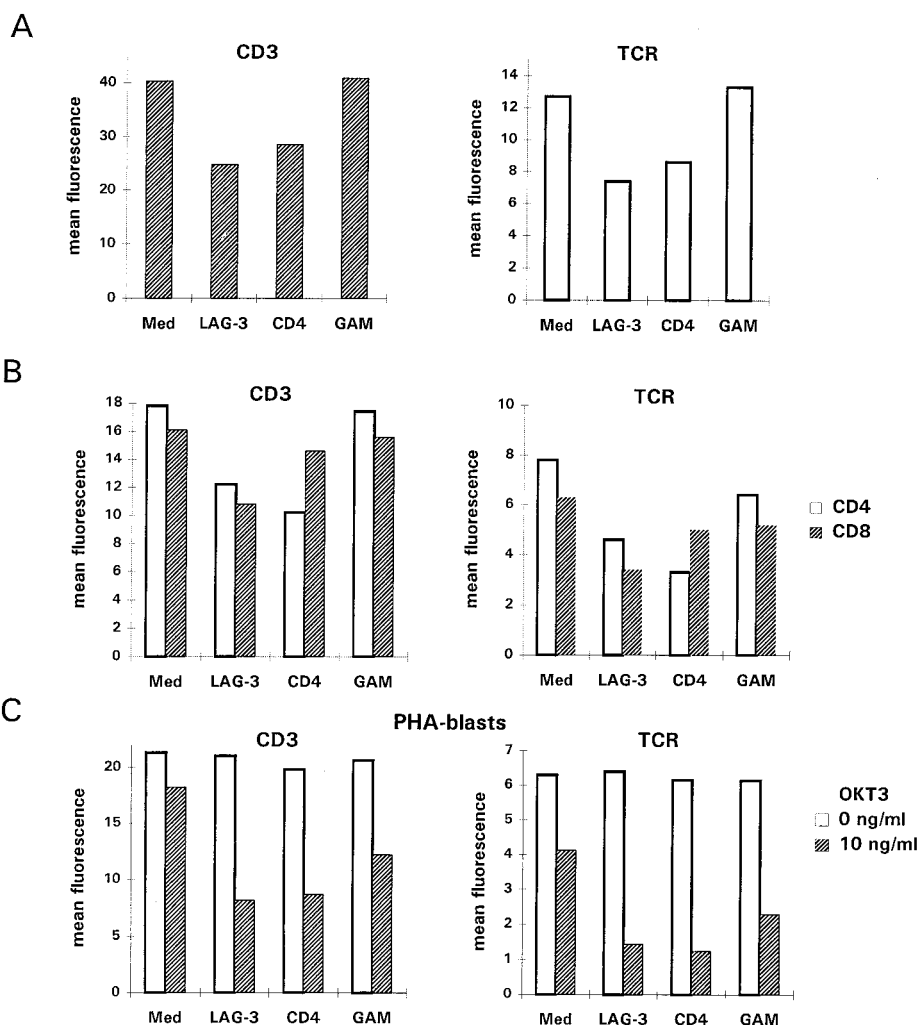 A
CD3
mean fluorescence
40
30
20
10
0
Med LAG-3 CD4 GAM
TCR
mean fluorescence
14
12
10
8
6
4
2
0
Med LAG-3 CD4 GAM
B
CD3
mean fluorescence
18
16
14
12
10
8
6
4
2
0
Med LAG-3 CD4 GAM
TCR
mean fluorescence
10
8
6
4
2
0
Med LAG-3 CD4 GAM
CD4
CD8
C
PHA-blasts
CD3
mean fluorescence
20
15
10
5
0
Med LAG-3 CD4 GAM
TCR
mean fluorescence
7
6
5
4
3
2
1
0
Med LAG-3 CD4 GAM
OKT3
0 ng/ml
10 ng/ml